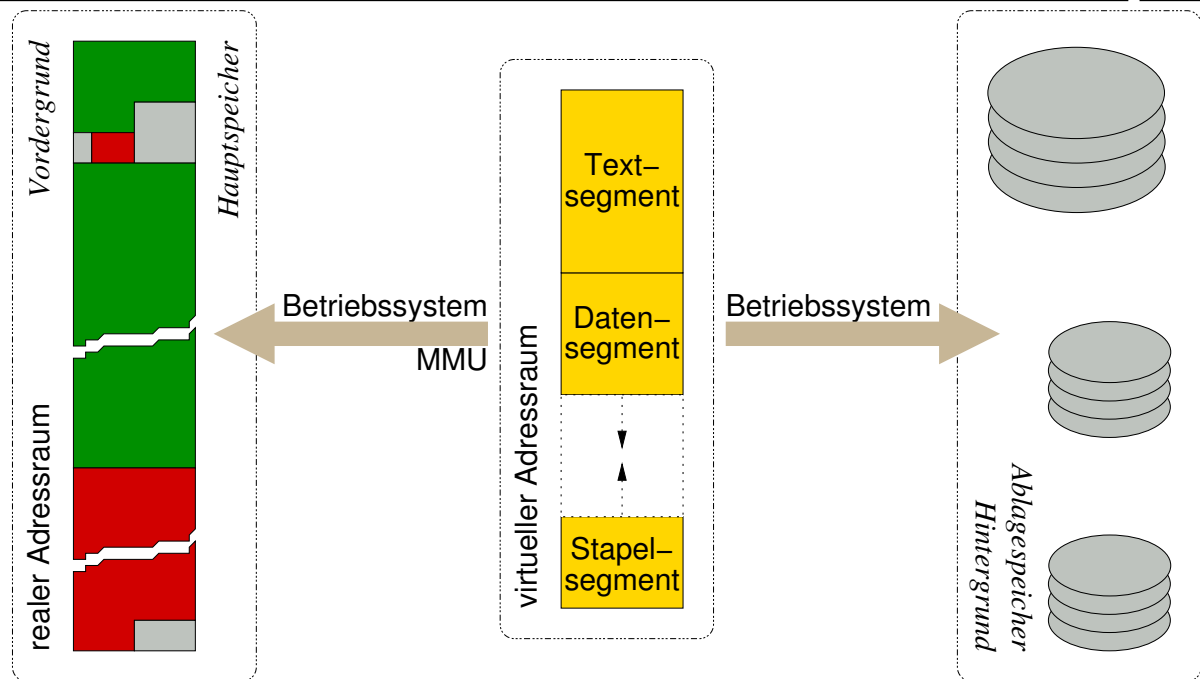 Vordergrund
Hauptspeicher
realer Adressraum
Betriebssystem
MMU
virtueller Adressraum
Text–
segment
Daten–
segment
Stapel–
segment
Betriebssystem
Ablagespeicher
Hintergrund